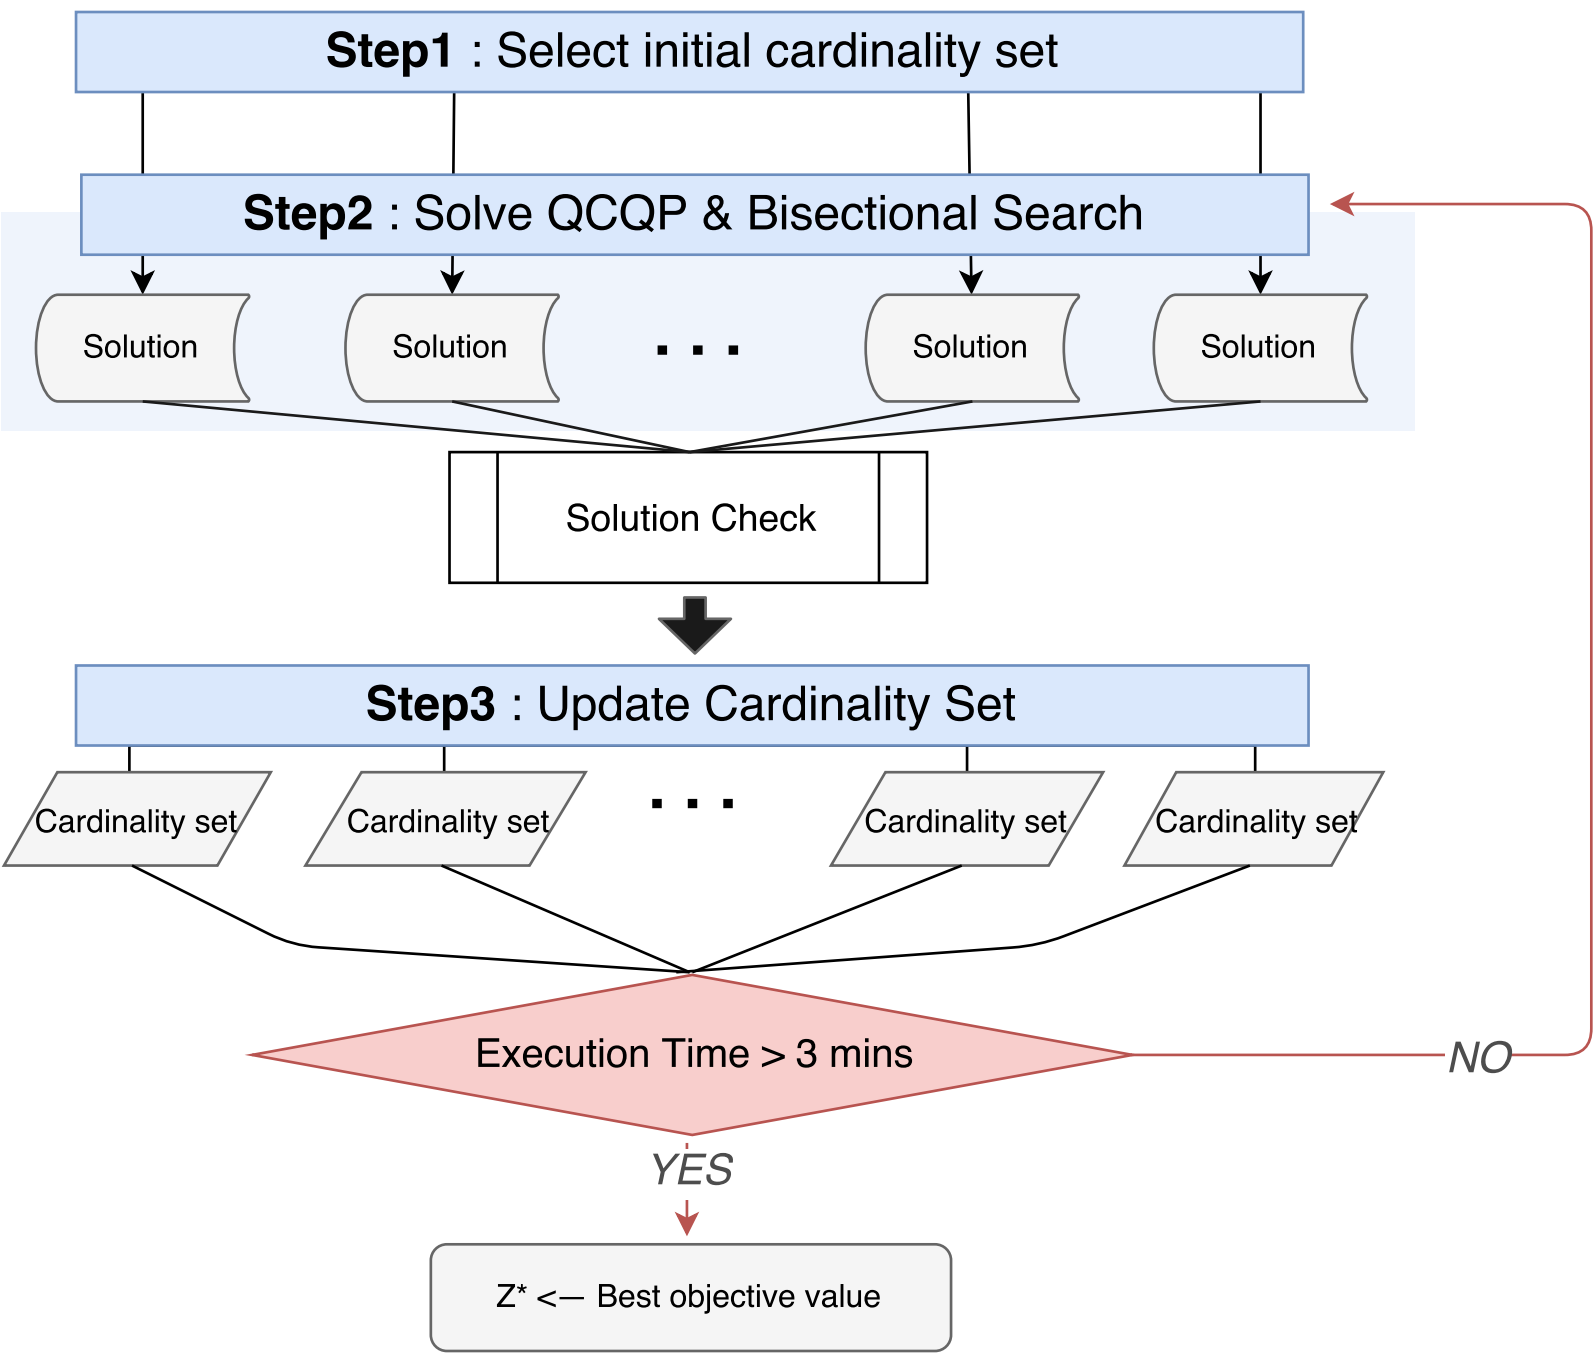 Step1 : Select initial cardinality set
Step2 : Solve QCQP & Bisectional Search
Solution
Solution
. . .
Solution
Solution
Solution Check
Step3 : Update Cardinality Set
Cardinality set
Cardinality set
. . .
Cardinality set
Cardinality set
Execution Time > 3 mins
NO
YES
Z* <— Best objective value